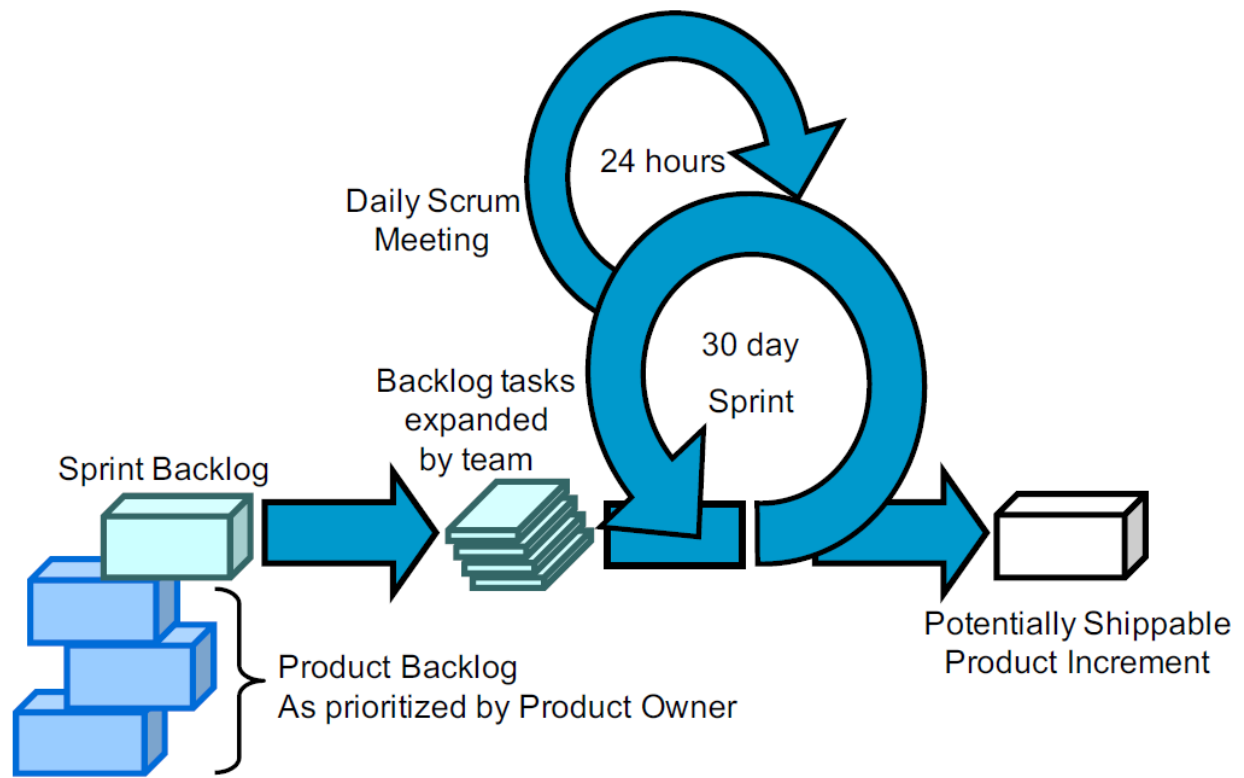 24 hours
Daily Scrum
Meeting
30 day
Sprint
Backlog tasks
expanded
by team
Sprint Backlog
Potentially Shippable
Product Increment
Product Backlog
As prioritized by Product Owner